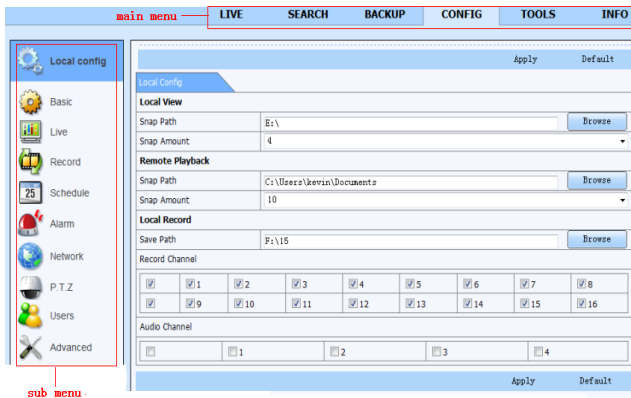 main menu LIVE SEARCH BACKUP CONFIG TOOLS INFO
Local config
Apply Default
Local Config
Basic
Local View
Snap Path E:\ Browse
Live
Snap Amount 4
Record
Remote Playback
Snap Path C:\Users\kevin\Documents Browse
25 Schedule
Snap Amount 10
Alarm
Local Record
Save Path F:\15 Browse
Network
Record Channel
P.T.Z
1 2 3 4 5 6 7 8
9 10 11 12 13 14 15 16
Users
Audio Channel
Advanced
1 2 3 4
Apply Default
sub menu